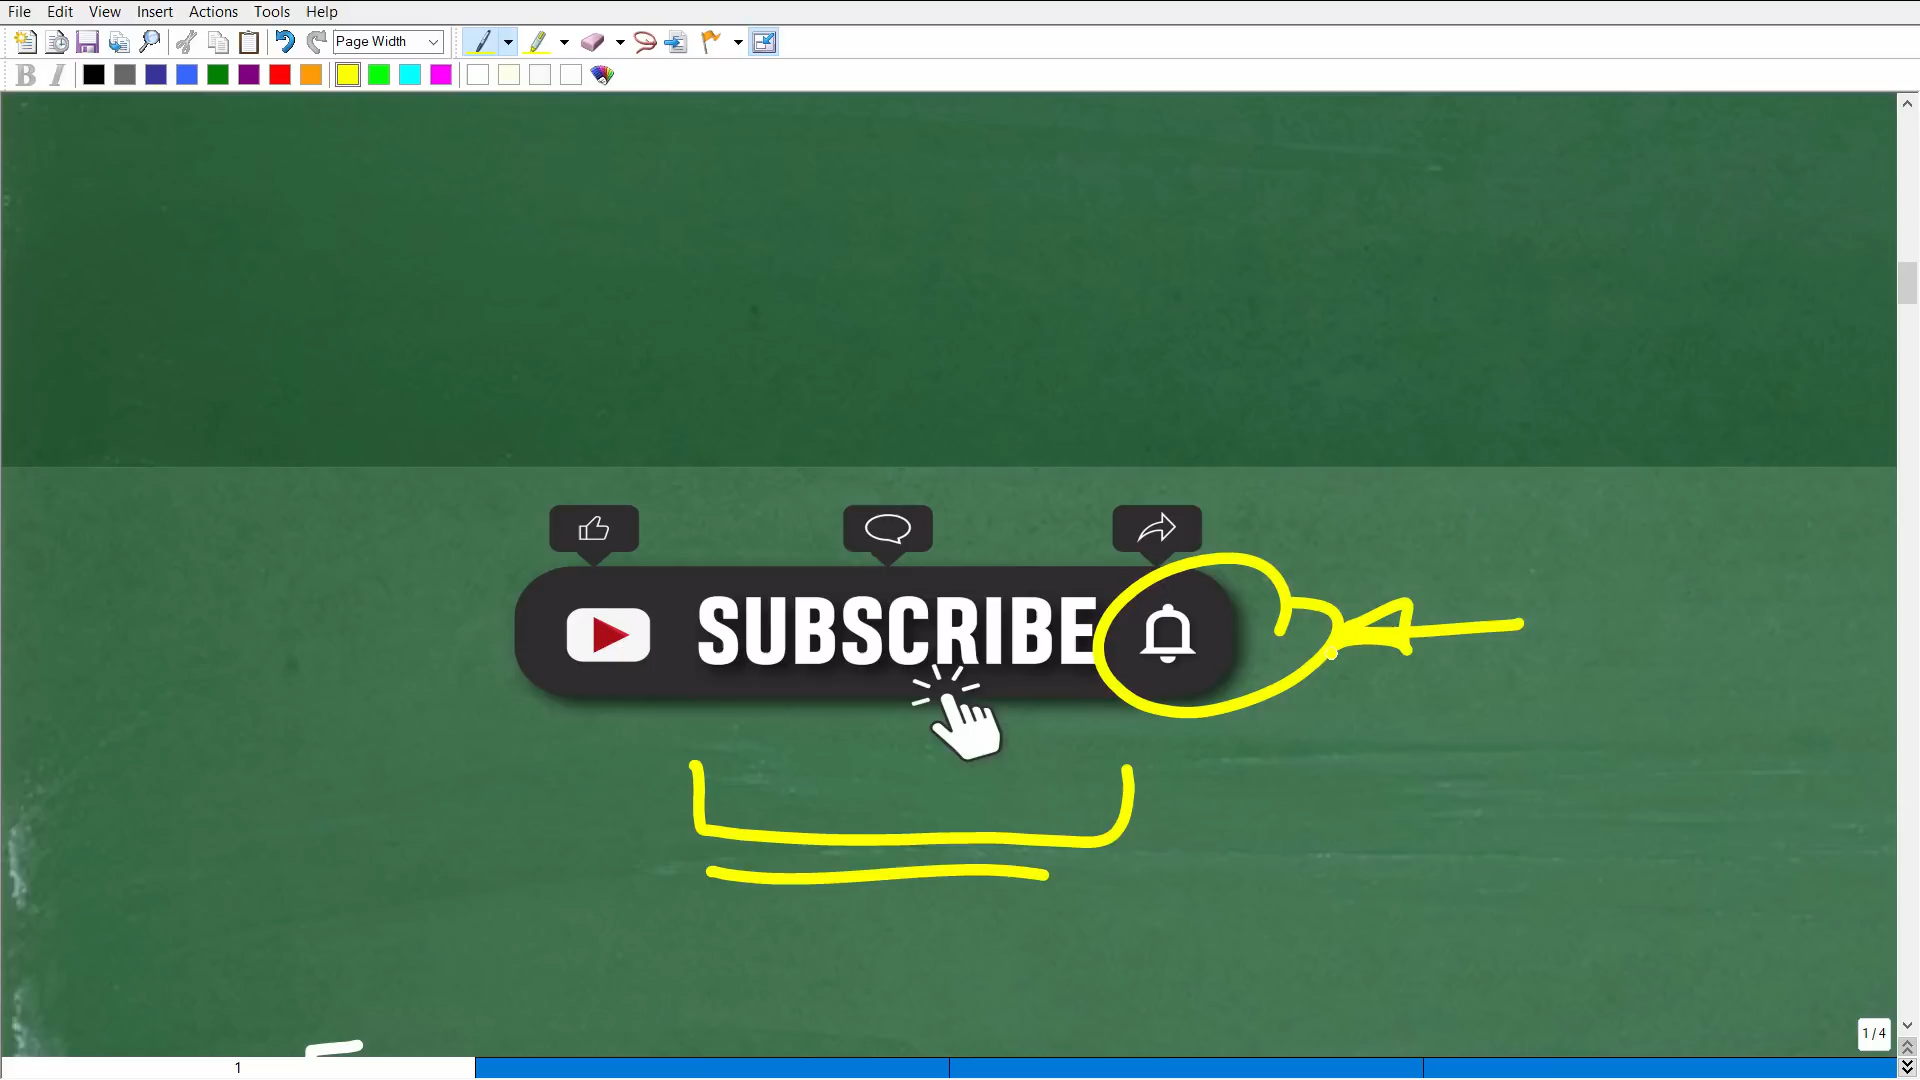 File Edit View Insert Actions Tools Help
Page Width
B I
SUBSCRIBE
1 / 4
1